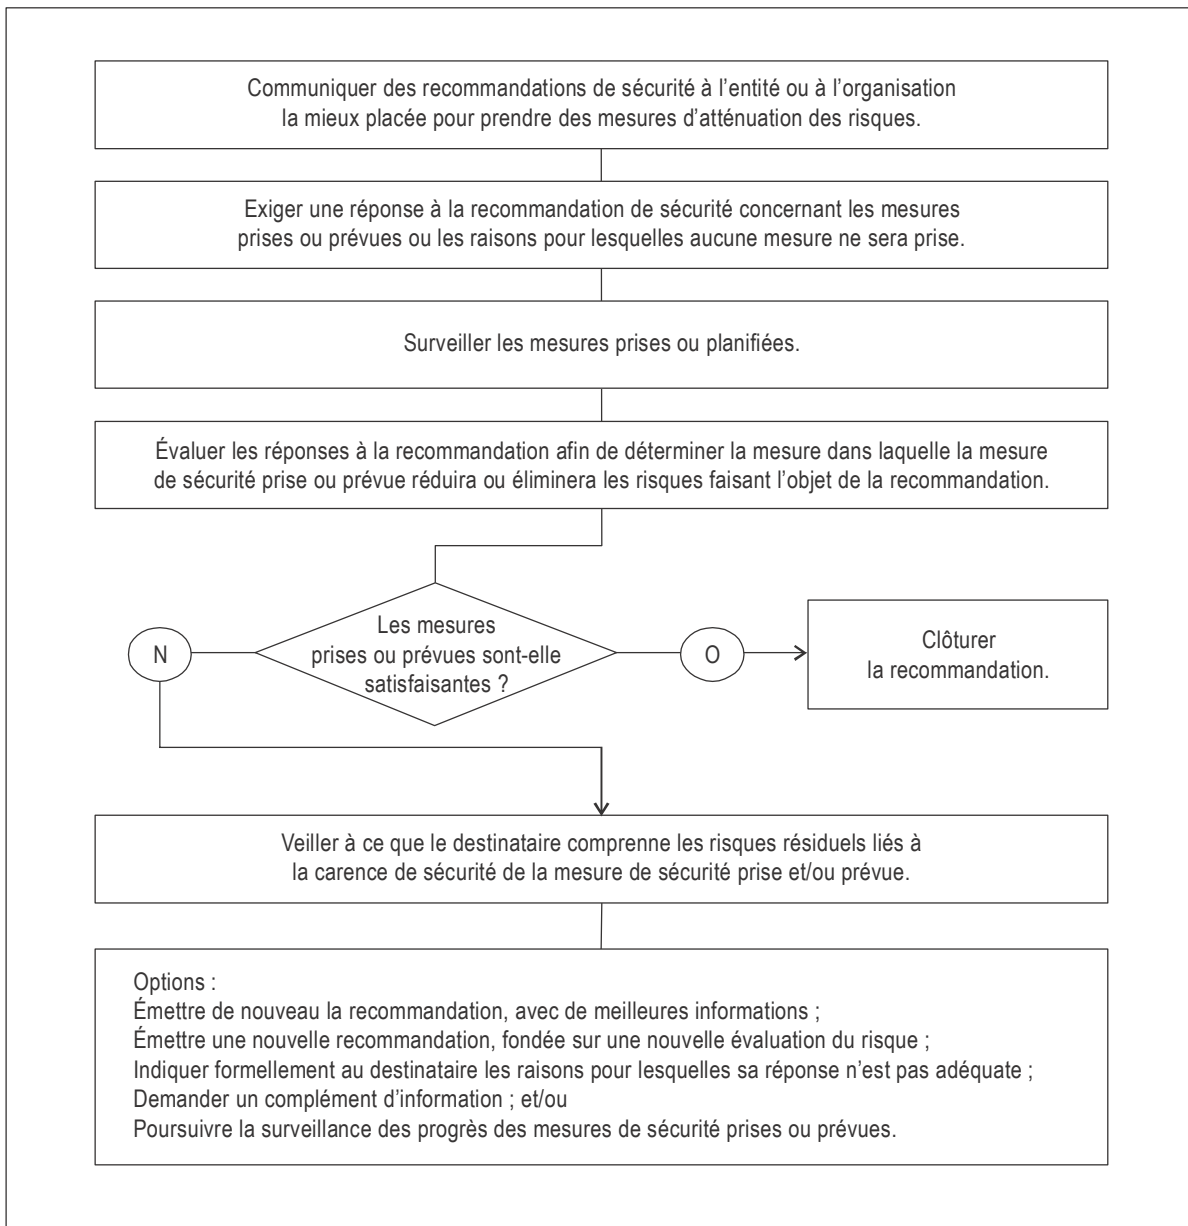 Communiquer des recommandations de sécurité à l’entité ou à l’organisation
la mieux placée pour prendre des mesures d’atténuation des risques.
Exiger une réponse à la recommandation de sécurité concernant les mesures
prises ou prévues ou les raisons pour lesquelles aucune mesure ne sera prise.
Surveiller les mesures prises ou planifiées.
Évaluer les réponses à la recommandation afin de déterminer la mesure dans laquelle la mesure
de sécurité prise ou prévue réduira ou éliminera les risques faisant l’objet de la recommandation.
Les mesures
prises ou prévues sont-elle
satisfaisantes ?
N
O
Clôturer
la recommandation.
Veiller à ce que le destinataire comprenne les risques résiduels liés à
la carence de sécurité de la mesure de sécurité prise et/ou prévue.
Options :
Émettre de nouveau la recommandation, avec de meilleures informations ;
Émettre une nouvelle recommandation, fondée sur une nouvelle évaluation du risque ;
Indiquer formellement au destinataire les raisons pour lesquelles sa réponse n’est pas adéquate ;
Demander un complément d’information ; et/ou
Poursuivre la surveillance des progrès des mesures de sécurité prises ou prévues.